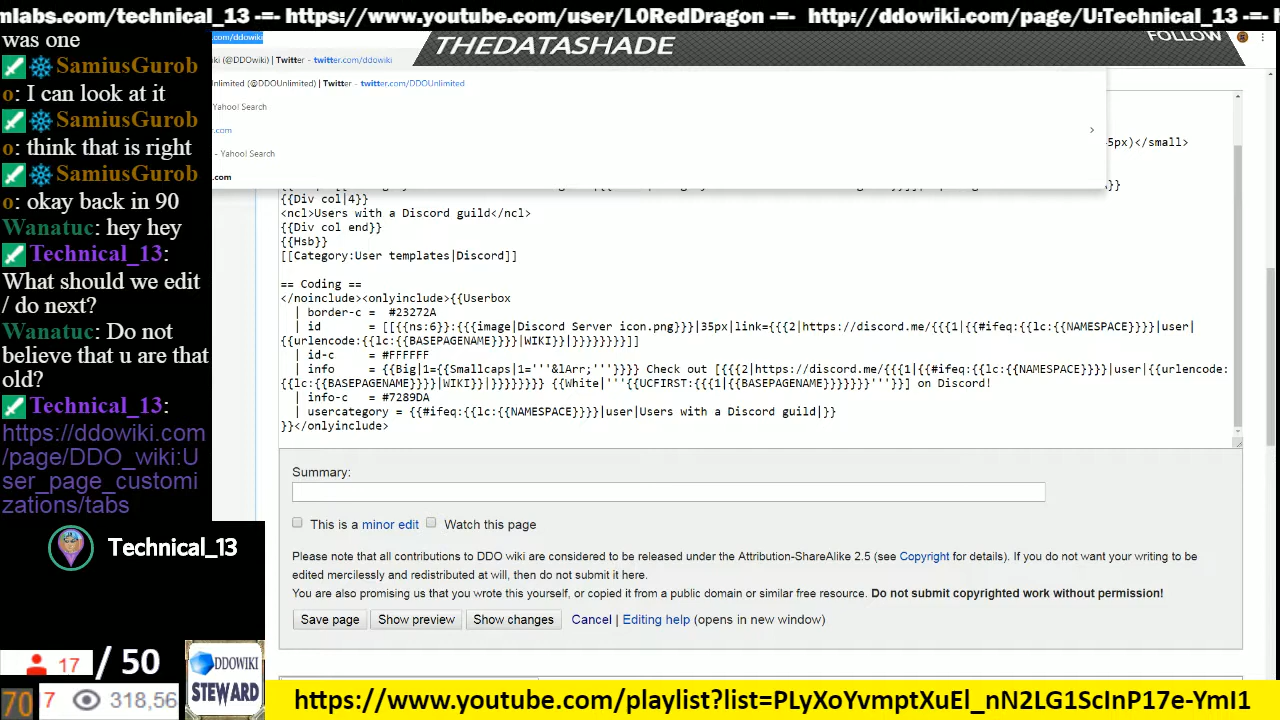 mlabs.com/technical_13 -=- https://www.youtube.com/user/L0RedDragon -=- http://ddowiki.com/page/U:Technical_13 -=-
was one
SamiusGurob
o: I can look at it
SamiusGurob
o: think that is right
SamiusGurob
o: okay back in 90
Wanatuc: hey hey
Technical_13:
What should we edit
/ do next?
Wanatuc: Do not
believe that u are that
old?
Technical_13:
https://ddowiki.com
/page/DDO_wiki:U
ser_page_customi
zations/tabs
Technical_13
17 / 50
70 7 318,56
DDOWIKI
STEWARD
.com/ddowiki
THEDATASHADE
FOLLOW
iki (@DDOwiki) | Twitter - twitter.com/ddowiki
Unlimited (@DDOUnlimited) | Twitter - twitter.com/DDOUnlimited
Yahoo! Search
r.com
- Yahoo! Search
.com
5px)</small>
{{Div col|4}}
<ncl>Users with a Discord guild</ncl>
{{Div col end}}
{{Hsb}}
[[Category:User templates|Discord]]
== Coding ==
</noinclude><onlyinclude>{{Userbox
| border-c = #23272A
| id = [[{{ns:6}}:{{{image|Discord Server icon.png}}}|35px|link={{{2|https://discord.me/{{{1|{{#ifeq:{{lc:{{NAMESPACE}}}}|user|
{{urlencode:{{lc:{{BASEPAGENAME}}|WIKI}}|}}}}}}}}]]
| id-c = #FFFFFF
| info = {{Big|1={{Smallcaps|1='''&lArr;''''}}}} Check out [{{{2|https://discord.me/{{{1|{{#ifeq:{{lc:{{NAMESPACE}}}}|user|{{urlencode:
{{lc:{{BASEPAGENAME}}|WIKI}}|}}}}}}}} {{White|'''{{UCFIRST:{{{1|{{BASEPAGENAME}}}}}}}'''}}] on Discord!
| info-c = #7289DA
| usercategory = {{#ifeq:{{lc:{{NAMESPACE}}}}|user|Users with a Discord guild|}}
}}</onlyinclude>
Summary:
This is a minor edit Watch this page
Please note that all contributions to DDO wiki are considered to be released under the Attribution-ShareAlike 2.5 (see Copyright for details). If you do not want your writing to be
edited mercilessly and redistributed at will, then do not submit it here.
You are also promising us that you wrote this yourself, or copied it from a public domain or similar free resource. Do not submit copyrighted work without permission!
Save page Show preview Show changes Cancel | Editing help (opens in new window)
https://www.youtube.com/playlist?list=PLyXoYvmptXuEl_nN2LG1ScInP17e-YmI1